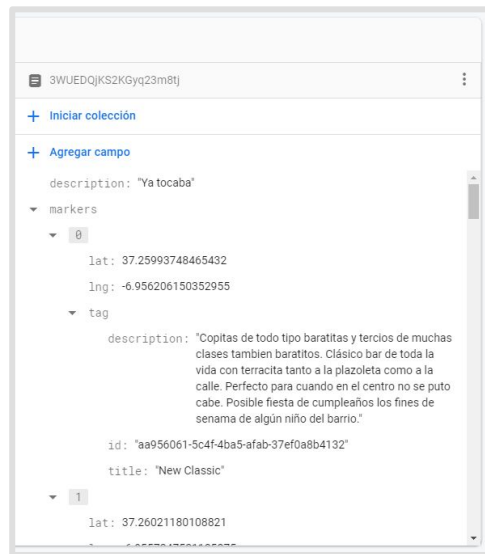 3WUEDQjKS2KGyq23m8tj
Iniciar colección
Agregar campo
description: "Ya tocaba"
markers
0
lat: 37.25993748465432
lng: -6.956206150352955
tag
description: "Copitas de todo tipo baratitas y tercios de muchas
clases tambien baratitos. Clásico bar de toda la
vida con terracita tanto a la plazoleta como a la
calle. Perfecto para cuando en el centro no se puto
cabe. Posible fiesta de cumpleaños los fines de
senama de algún niño del barrio."
id: "aa956061-5c4f-4ba5-afab-37ef0a8b4132"
title: "New Classic"
1
lat: 37.26021180108821